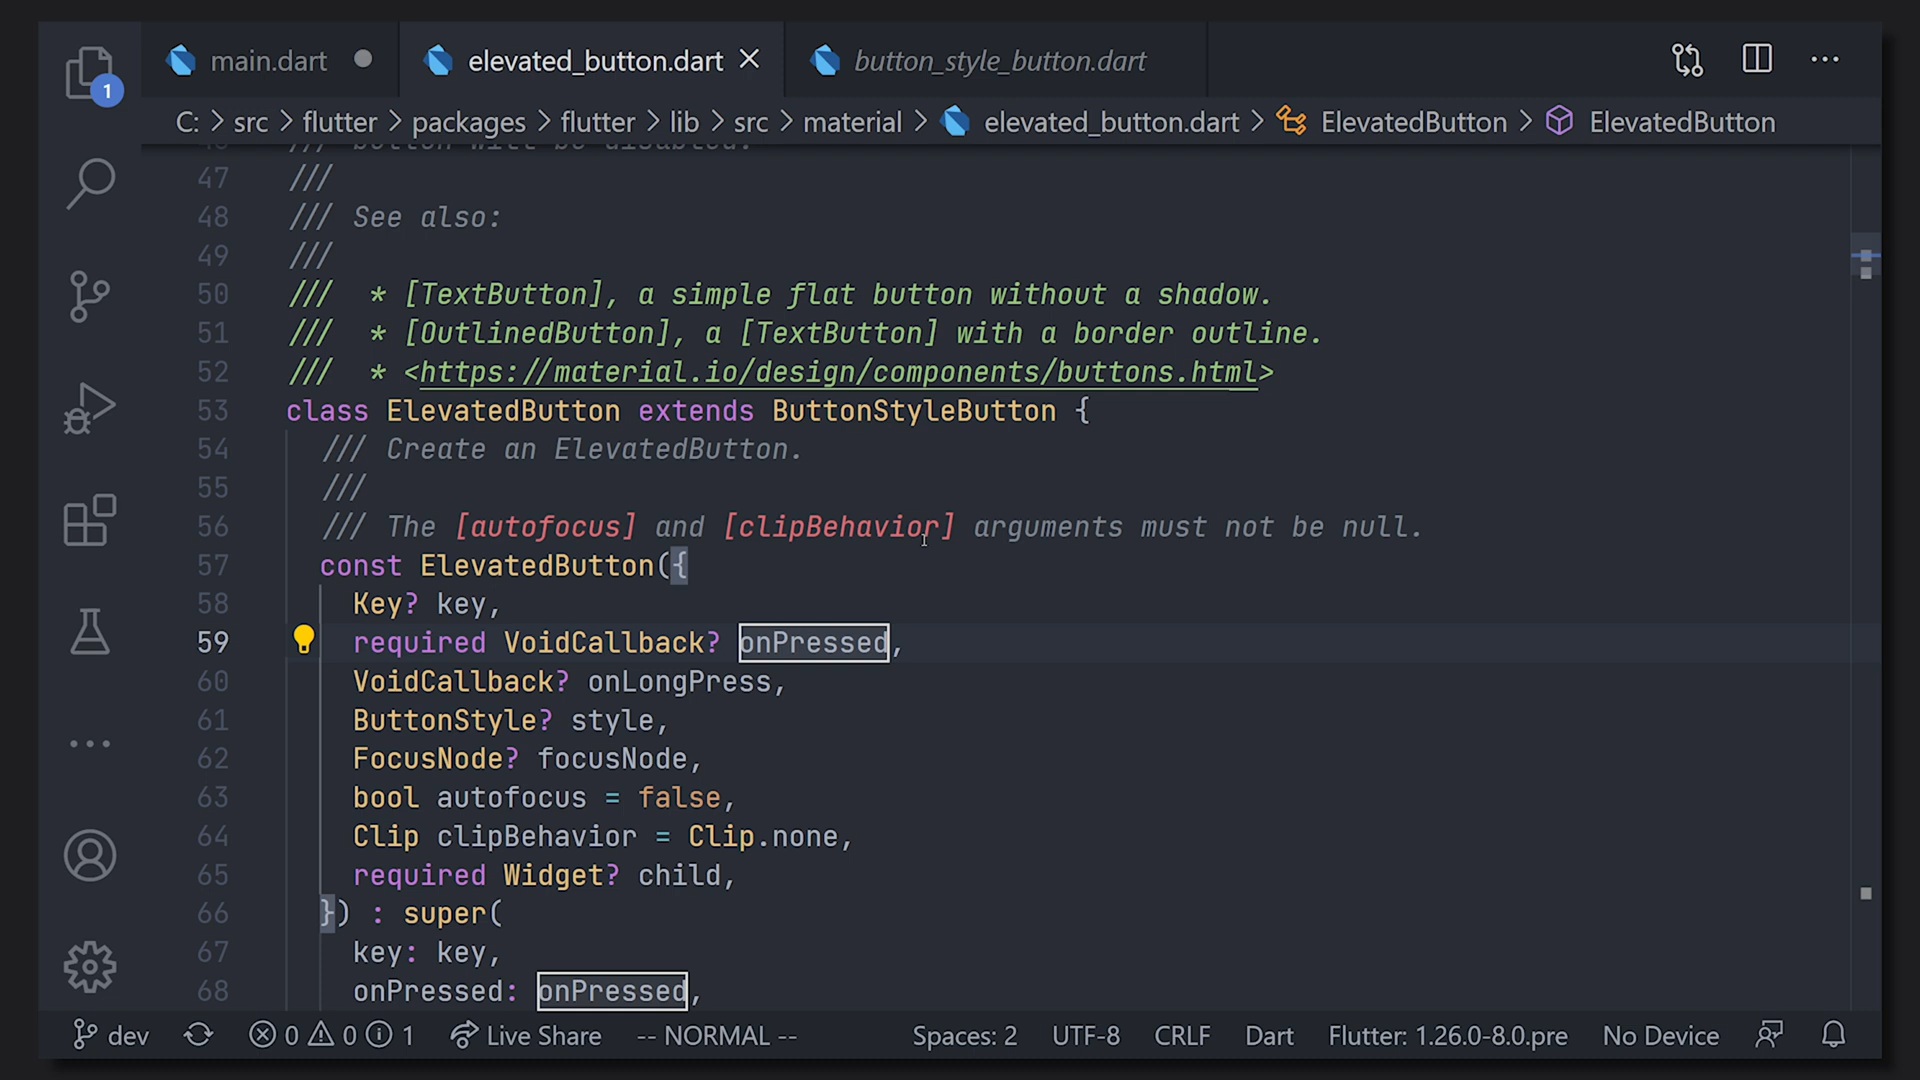 main.dart
elevated_button.dart
button_style_button.dart
1
C: > src > flutter > packages > flutter > lib > src > material > elevated_button.dart > ElevatedButton > ElevatedButton
46 /// button will be disabled.
47 ///
48 /// See also:
49 ///
50 ///  * [TextButton], a simple flat button without a shadow.
51 ///  * [OutlinedButton], a [TextButton] with a border outline.
52 ///  * <https://material.io/design/components/buttons.html>
53 class ElevatedButton extends ButtonStyleButton {
54   /// Create an ElevatedButton.
55   ///
56   /// The [autofocus] and [clipBehavior] arguments must not be null.
57   const ElevatedButton({
58     Key? key,
59     required VoidCallback? onPressed,
60     VoidCallback? onLongPress,
61     ButtonStyle? style,
62     FocusNode? focusNode,
63     bool autofocus = false,
64     Clip clipBehavior = Clip.none,
65     required Widget? child,
66   }) : super(
67     key: key,
68     onPressed: onPressed,
dev 0 0 1 Live Share -- NORMAL -- Spaces: 2 UTF-8 CRLF Dart Flutter: 1.26.0-8.0.pre No Device